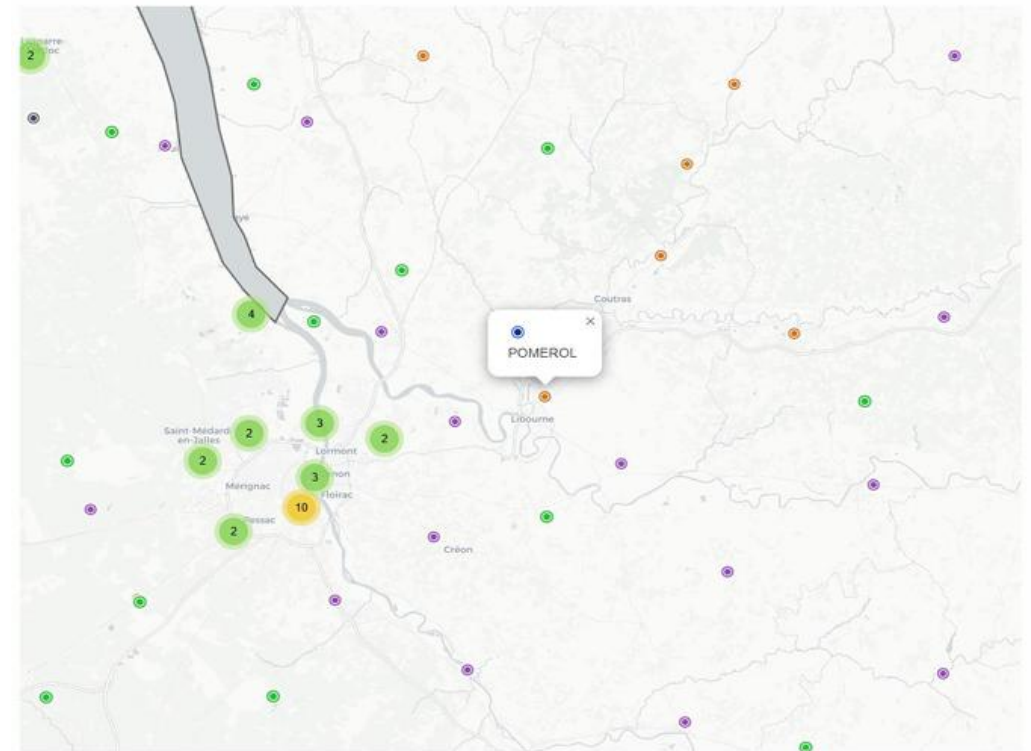 2
4
Coutras
×
POMEROL
Libourne
3
2
2
Saint-Médard
en-Jalles
2
Lormont
3
Mérignac
Floirac
10
2
Créon